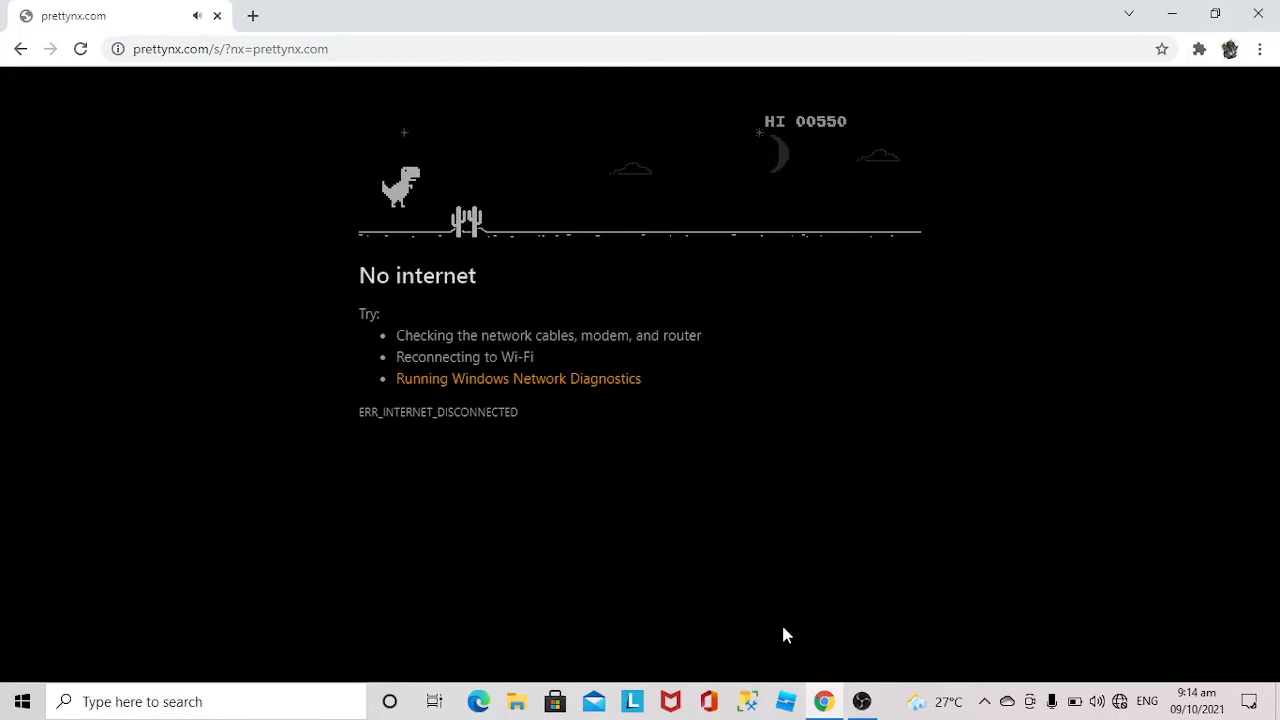 prettynx.com
prettynx.com/s/?nx=prettynx.com
HI 00550
No internet
Try:
Checking the network cables, modem, and router
Reconnecting to Wi-Fi
Running Windows Network Diagnostics
ERR_INTERNET_DISCONNECTED
Type here to search
L
27°C
ENG
9:14 am
09/10/2021